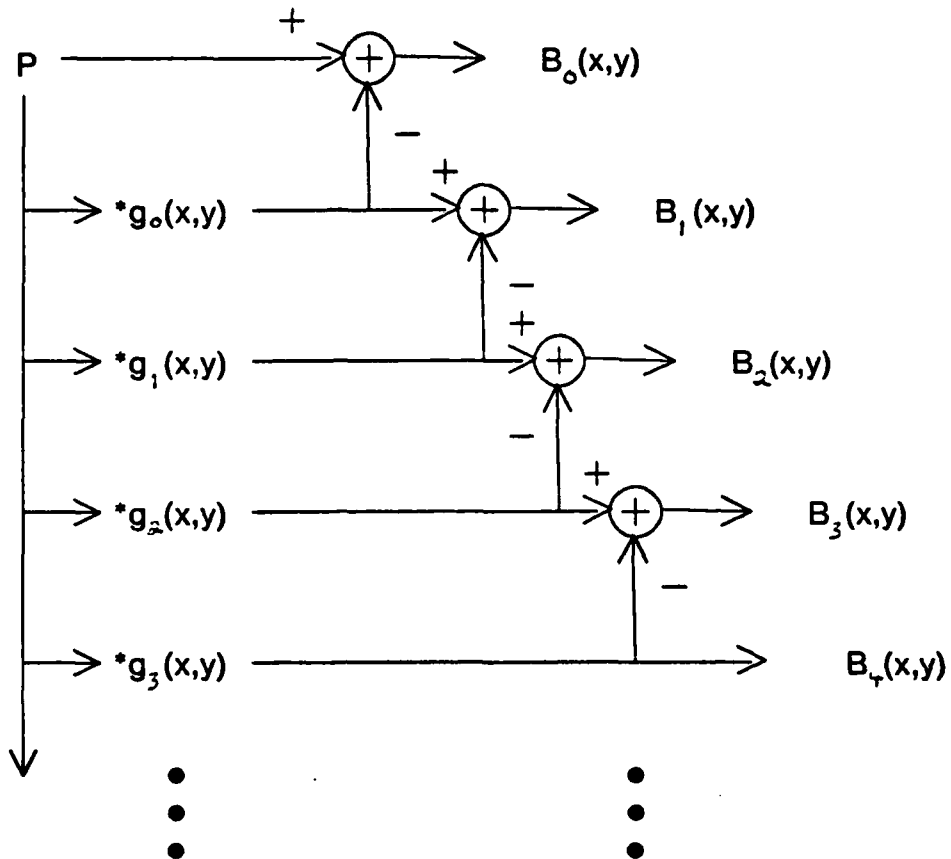 +
P + B₀(x,y)
−
+
*g₀(x,y) + B₁(x,y)
−
+
*g₁(x,y) + B₂(x,y)
−
+
*g₂(x,y) + B₃(x,y)
−
*g₃(x,y) B₄(x,y)